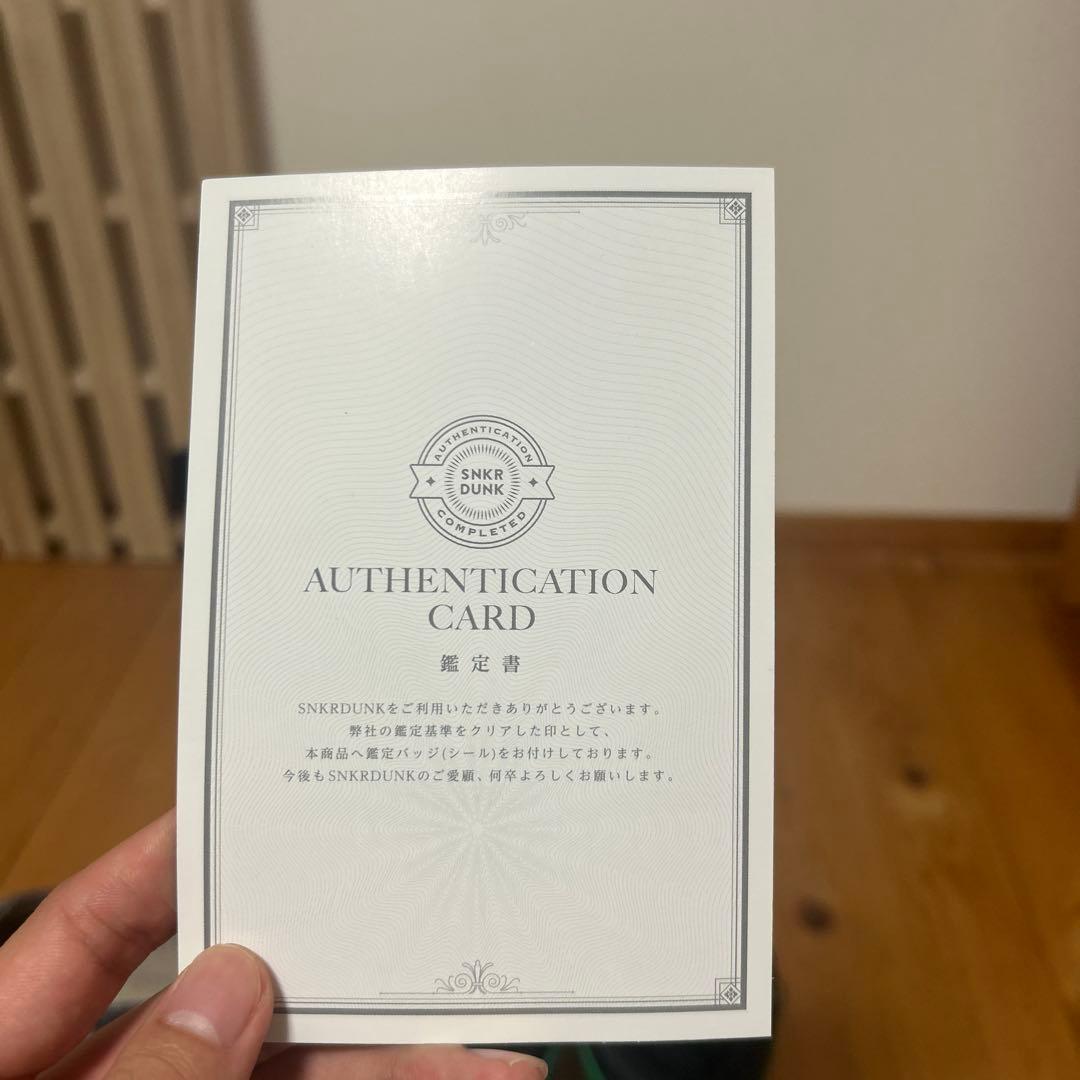 AUTHENTICATION
SNKR
DUNK
COMPLETED
AUTHENTICATION
CARD
鑑定書
SNKRDUNKをご利用いただきありがとうございます。
弊社の鑑定基準をクリアした印として、
本商品へ鑑定バッジ(シール)をお付けしております。
今後もSNKRDUNKのご愛顧、何卒よろしくお願いします。